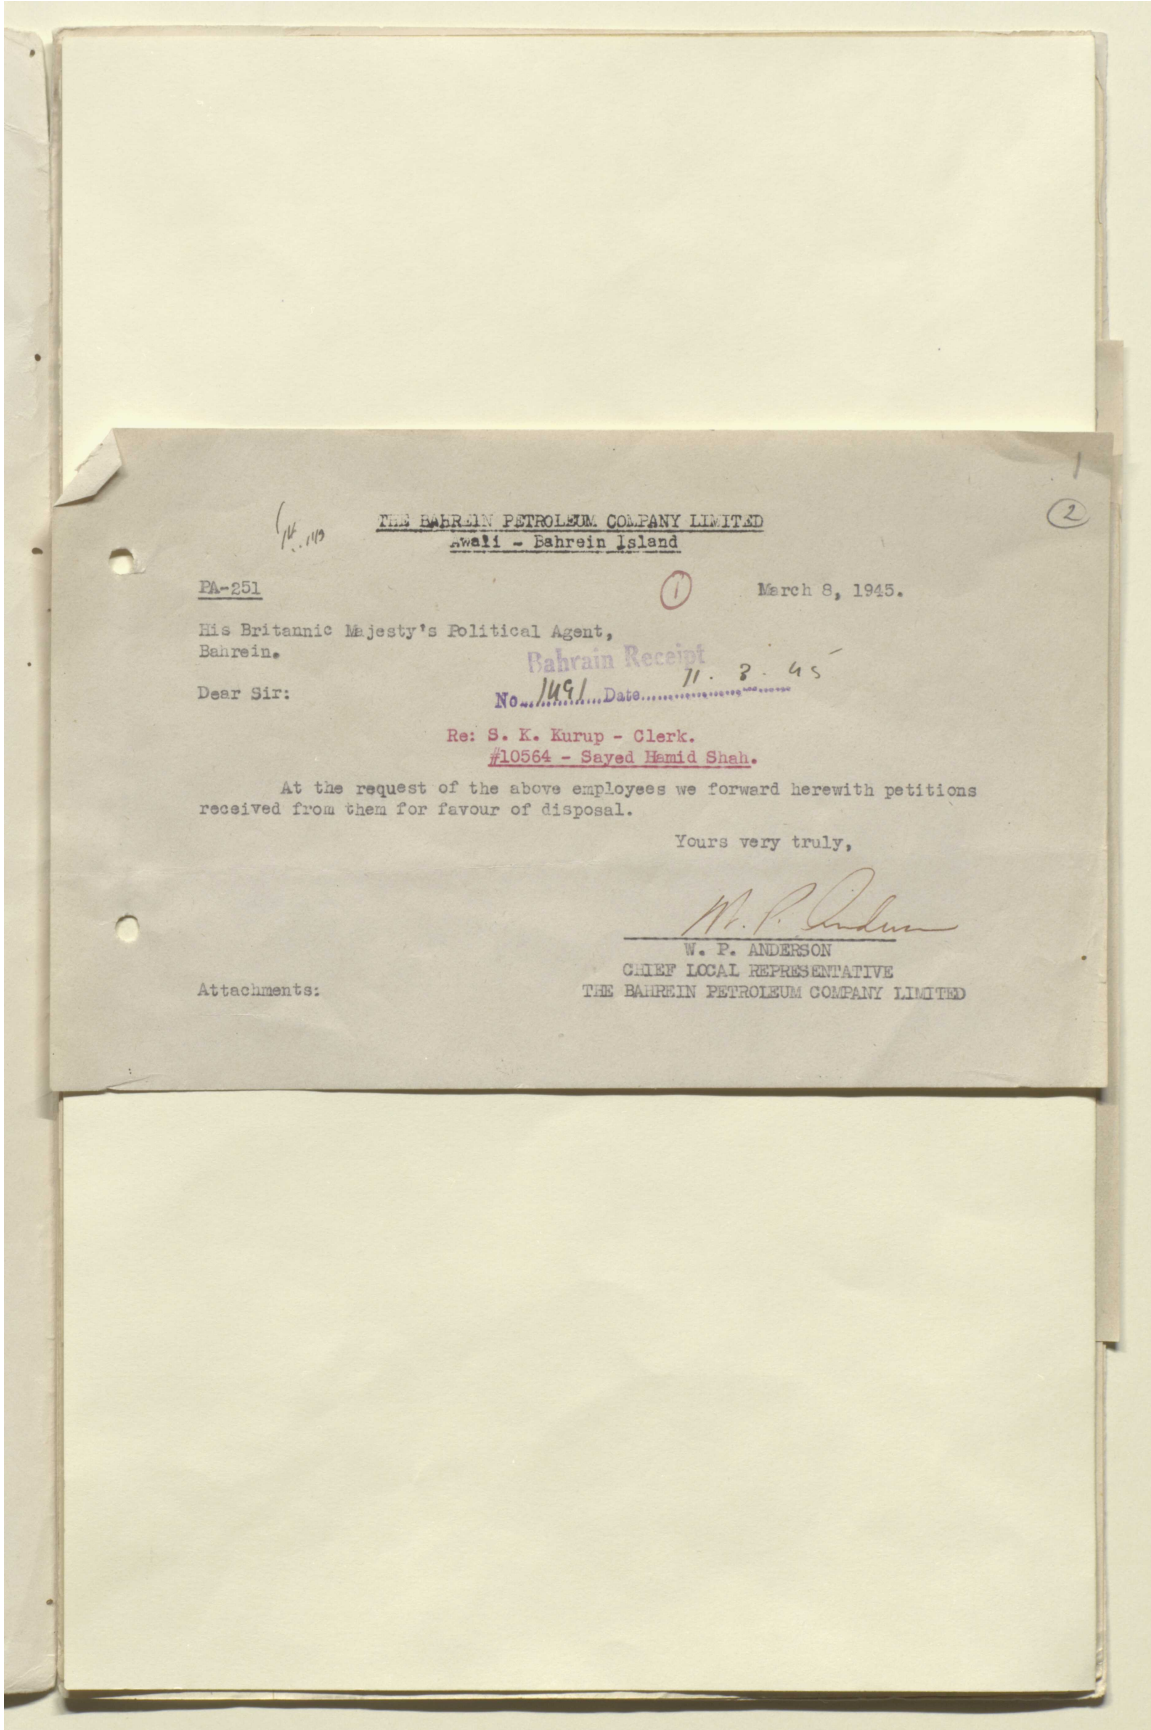 1
2
THE BAHREIN PETROLEUM COMPANY LIMITED
Awali - Bahrein Island
PA-251
1
March 8, 1945.
His Britannic Majesty's Political Agent,
Bahrein.
Bahrain Receipt
Dear Sir:
No. 1491 Date 11. 3. 45
Re: S. K. Kurup - Clerk.
#10564 - Sayed Hamid Shah.
At the request of the above employees we forward herewith petitions
received from them for favour of disposal.
Yours very truly,
W. P. Anderson
W. P. ANDERSON
CHIEF LOCAL REPRESENTATIVE
Attachments:
THE BAHREIN PETROLEUM COMPANY LIMITED